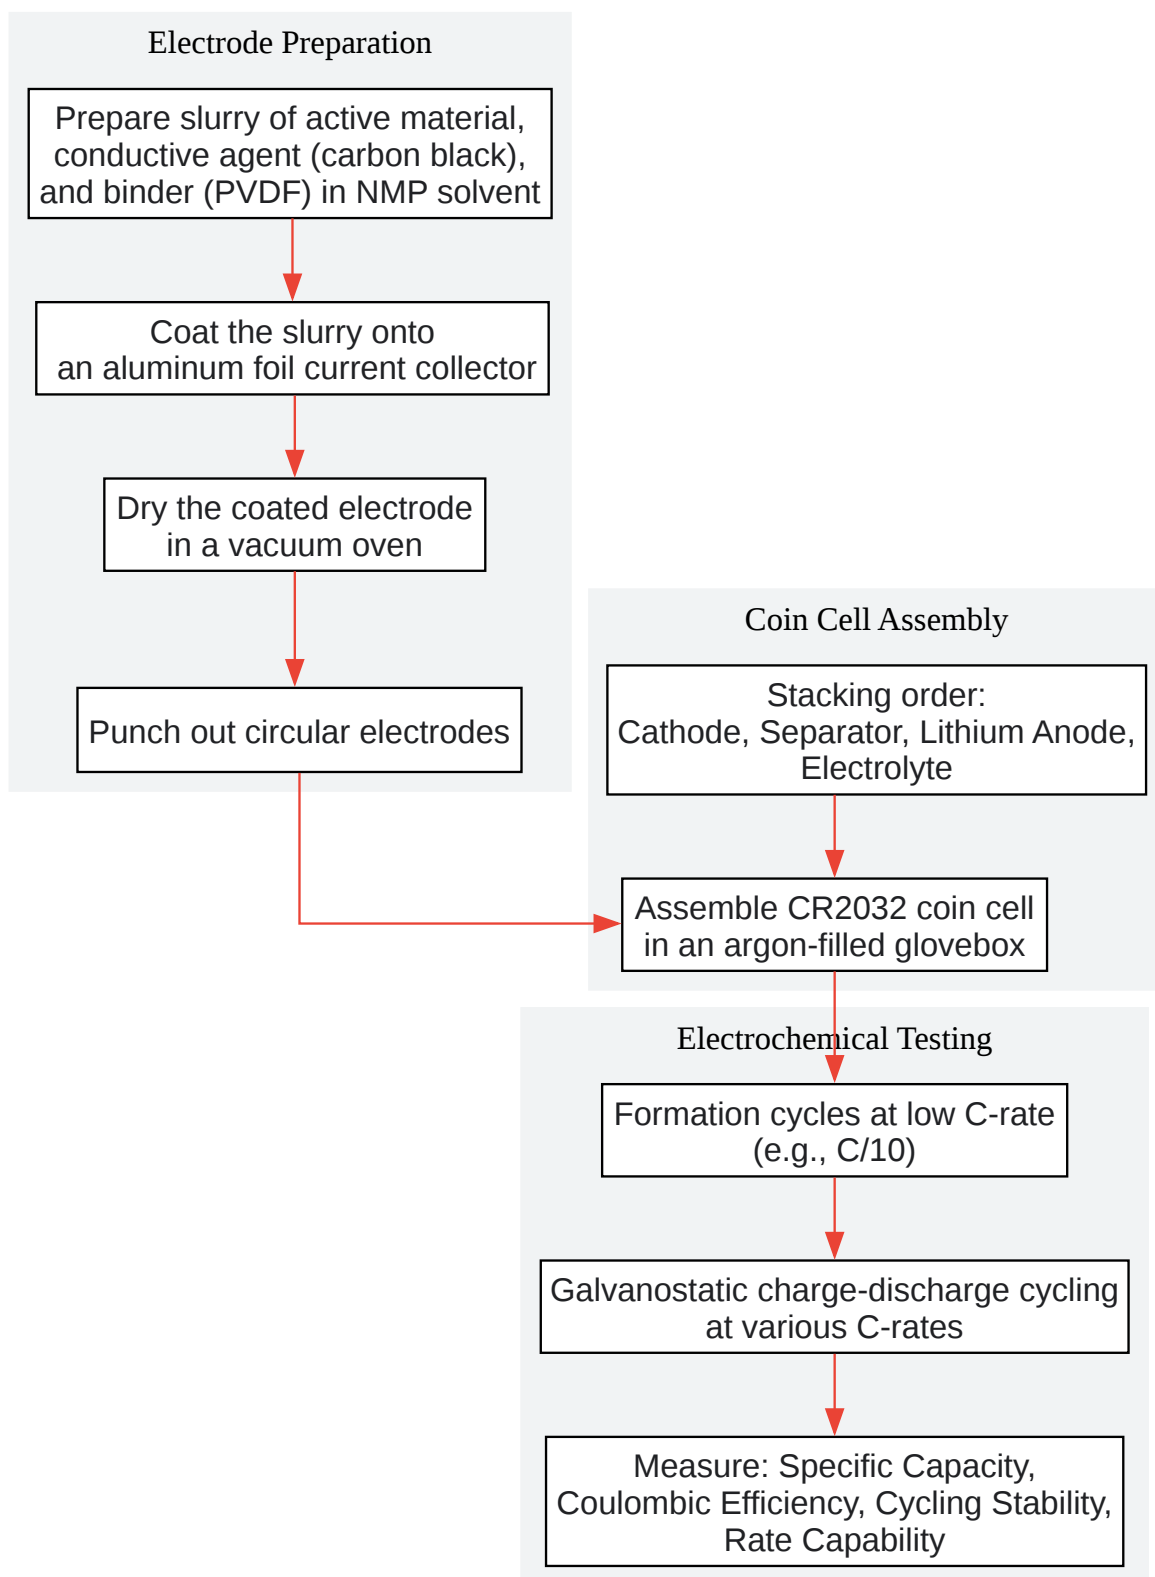 Electrode Preparation
Prepare slurry of active material,
conductive agent (carbon black),
and binder (PVDF) in NMP solvent
Coat the slurry onto
an aluminum foil current collector
Dry the coated electrode
in a vacuum oven
Punch out circular electrodes
Coin Cell Assembly
Stacking order:
Cathode, Separator, Lithium Anode,
Electrolyte
Assemble CR2032 coin cell
in an argon-filled glovebox
Electrochemical Testing
Formation cycles at low C-rate
(e.g., C/10)
Galvanostatic charge-discharge cycling
at various C-rates
Measure: Specific Capacity,
Coulombic Efficiency, Cycling Stability,
Rate Capability